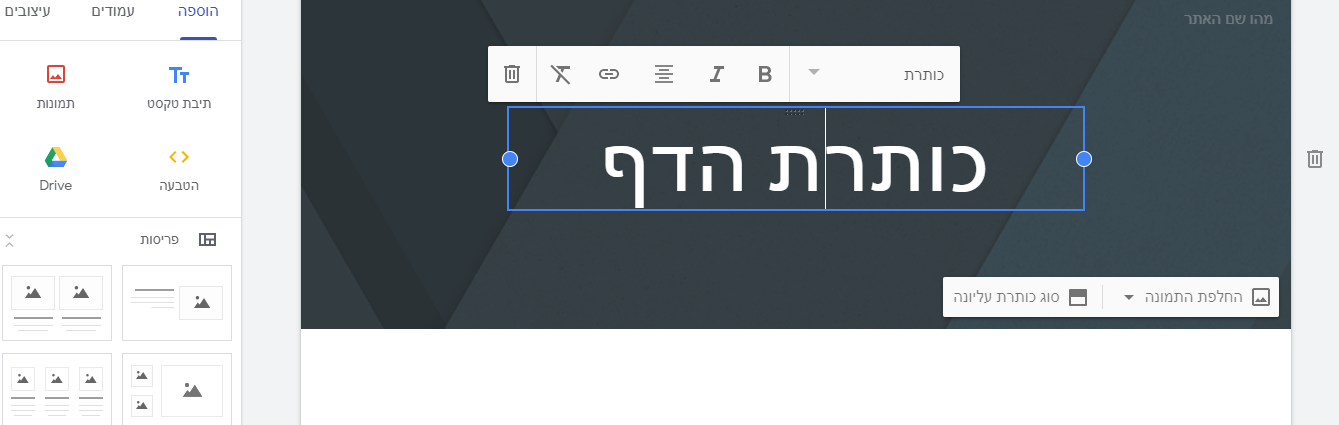 הוספה עמודים עיצובים
תיבת טקסט
תמונות
הטבעה
Drive
פריסות
מהו שם האתר
כותרת
כותרת הדף
החלפת התמונה
סוג כותרת עליונה